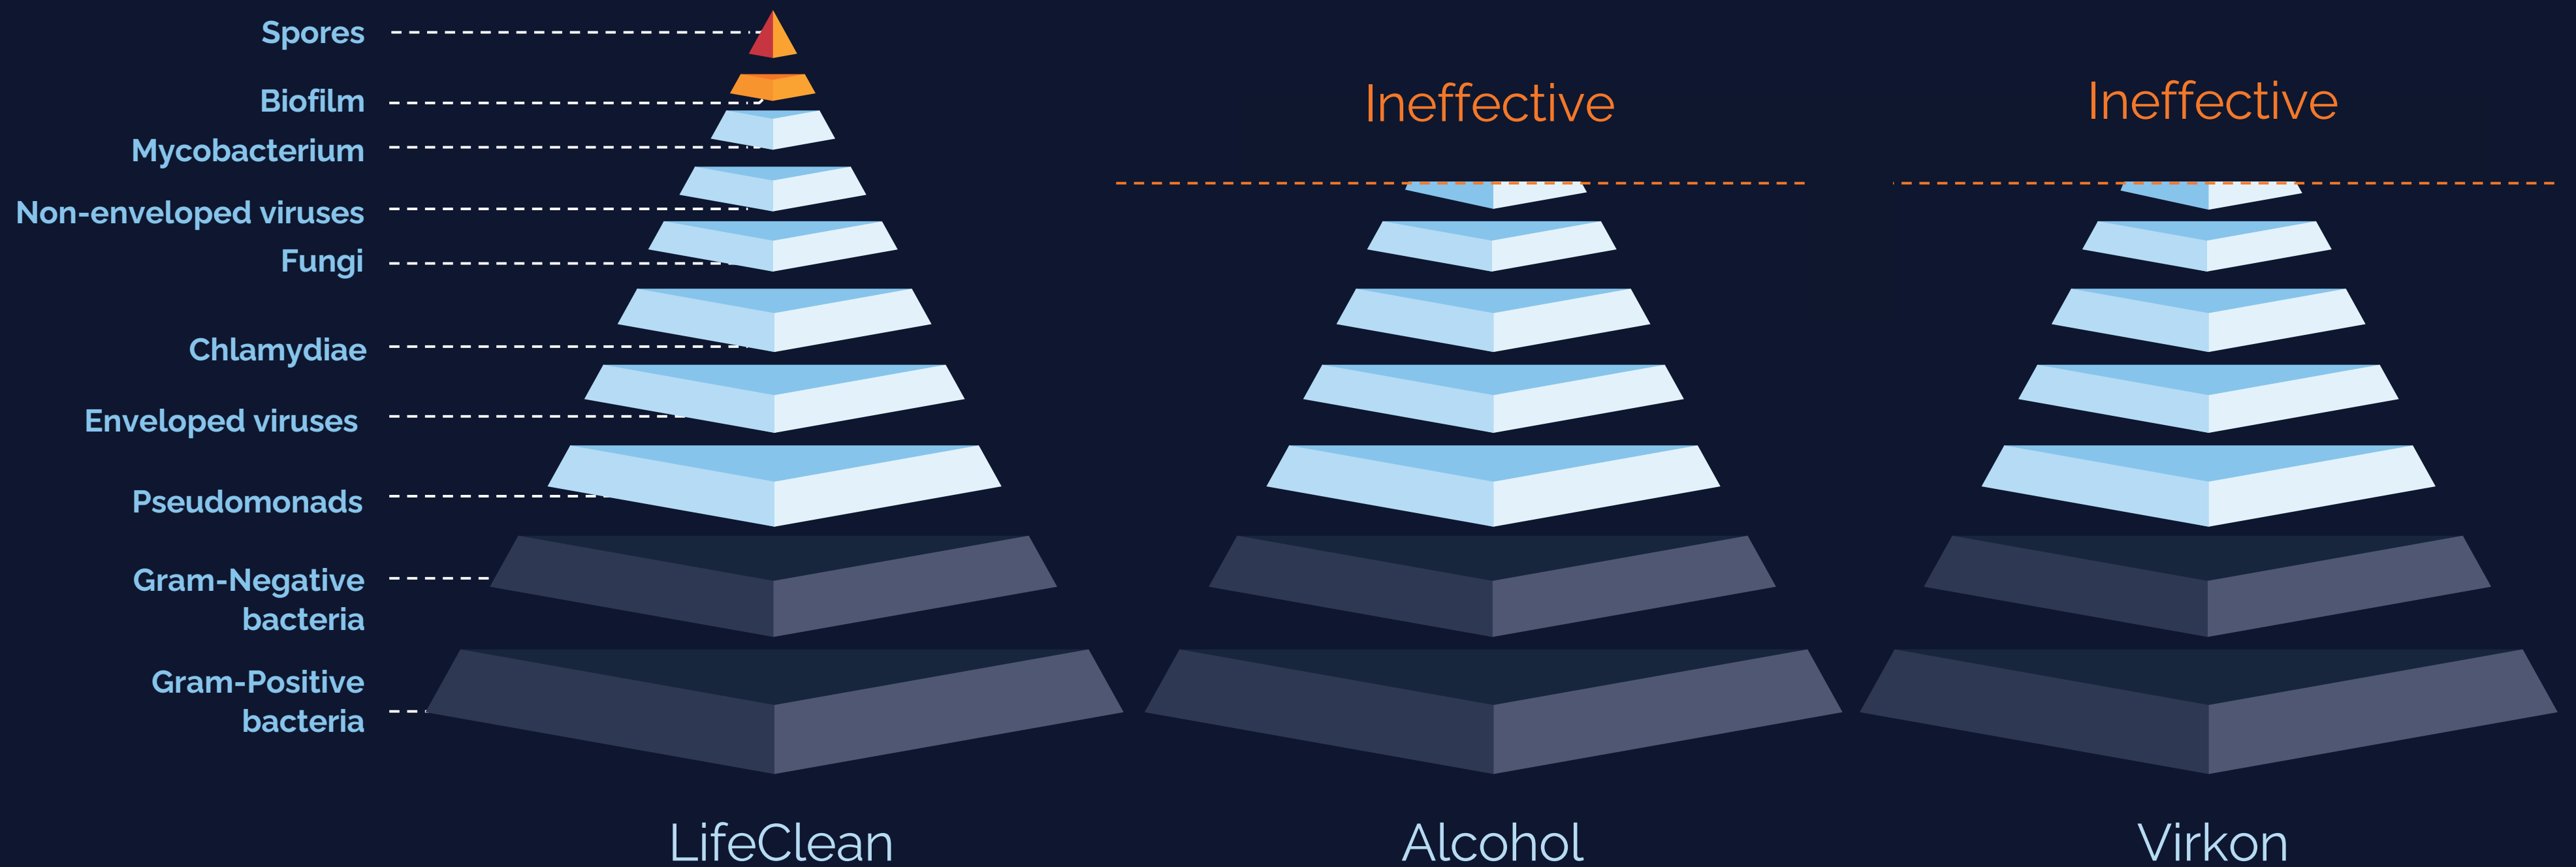 Spores
Biofilm
Mycobacterium
Non-enveloped viruses
Fungi
Chlamydiae
Enveloped viruses
Pseudomonads
Gram-Negative
bacteria
Gram-Positive
bacteria
Ineffective
Ineffective
LifeClean
Alcohol
Virkon